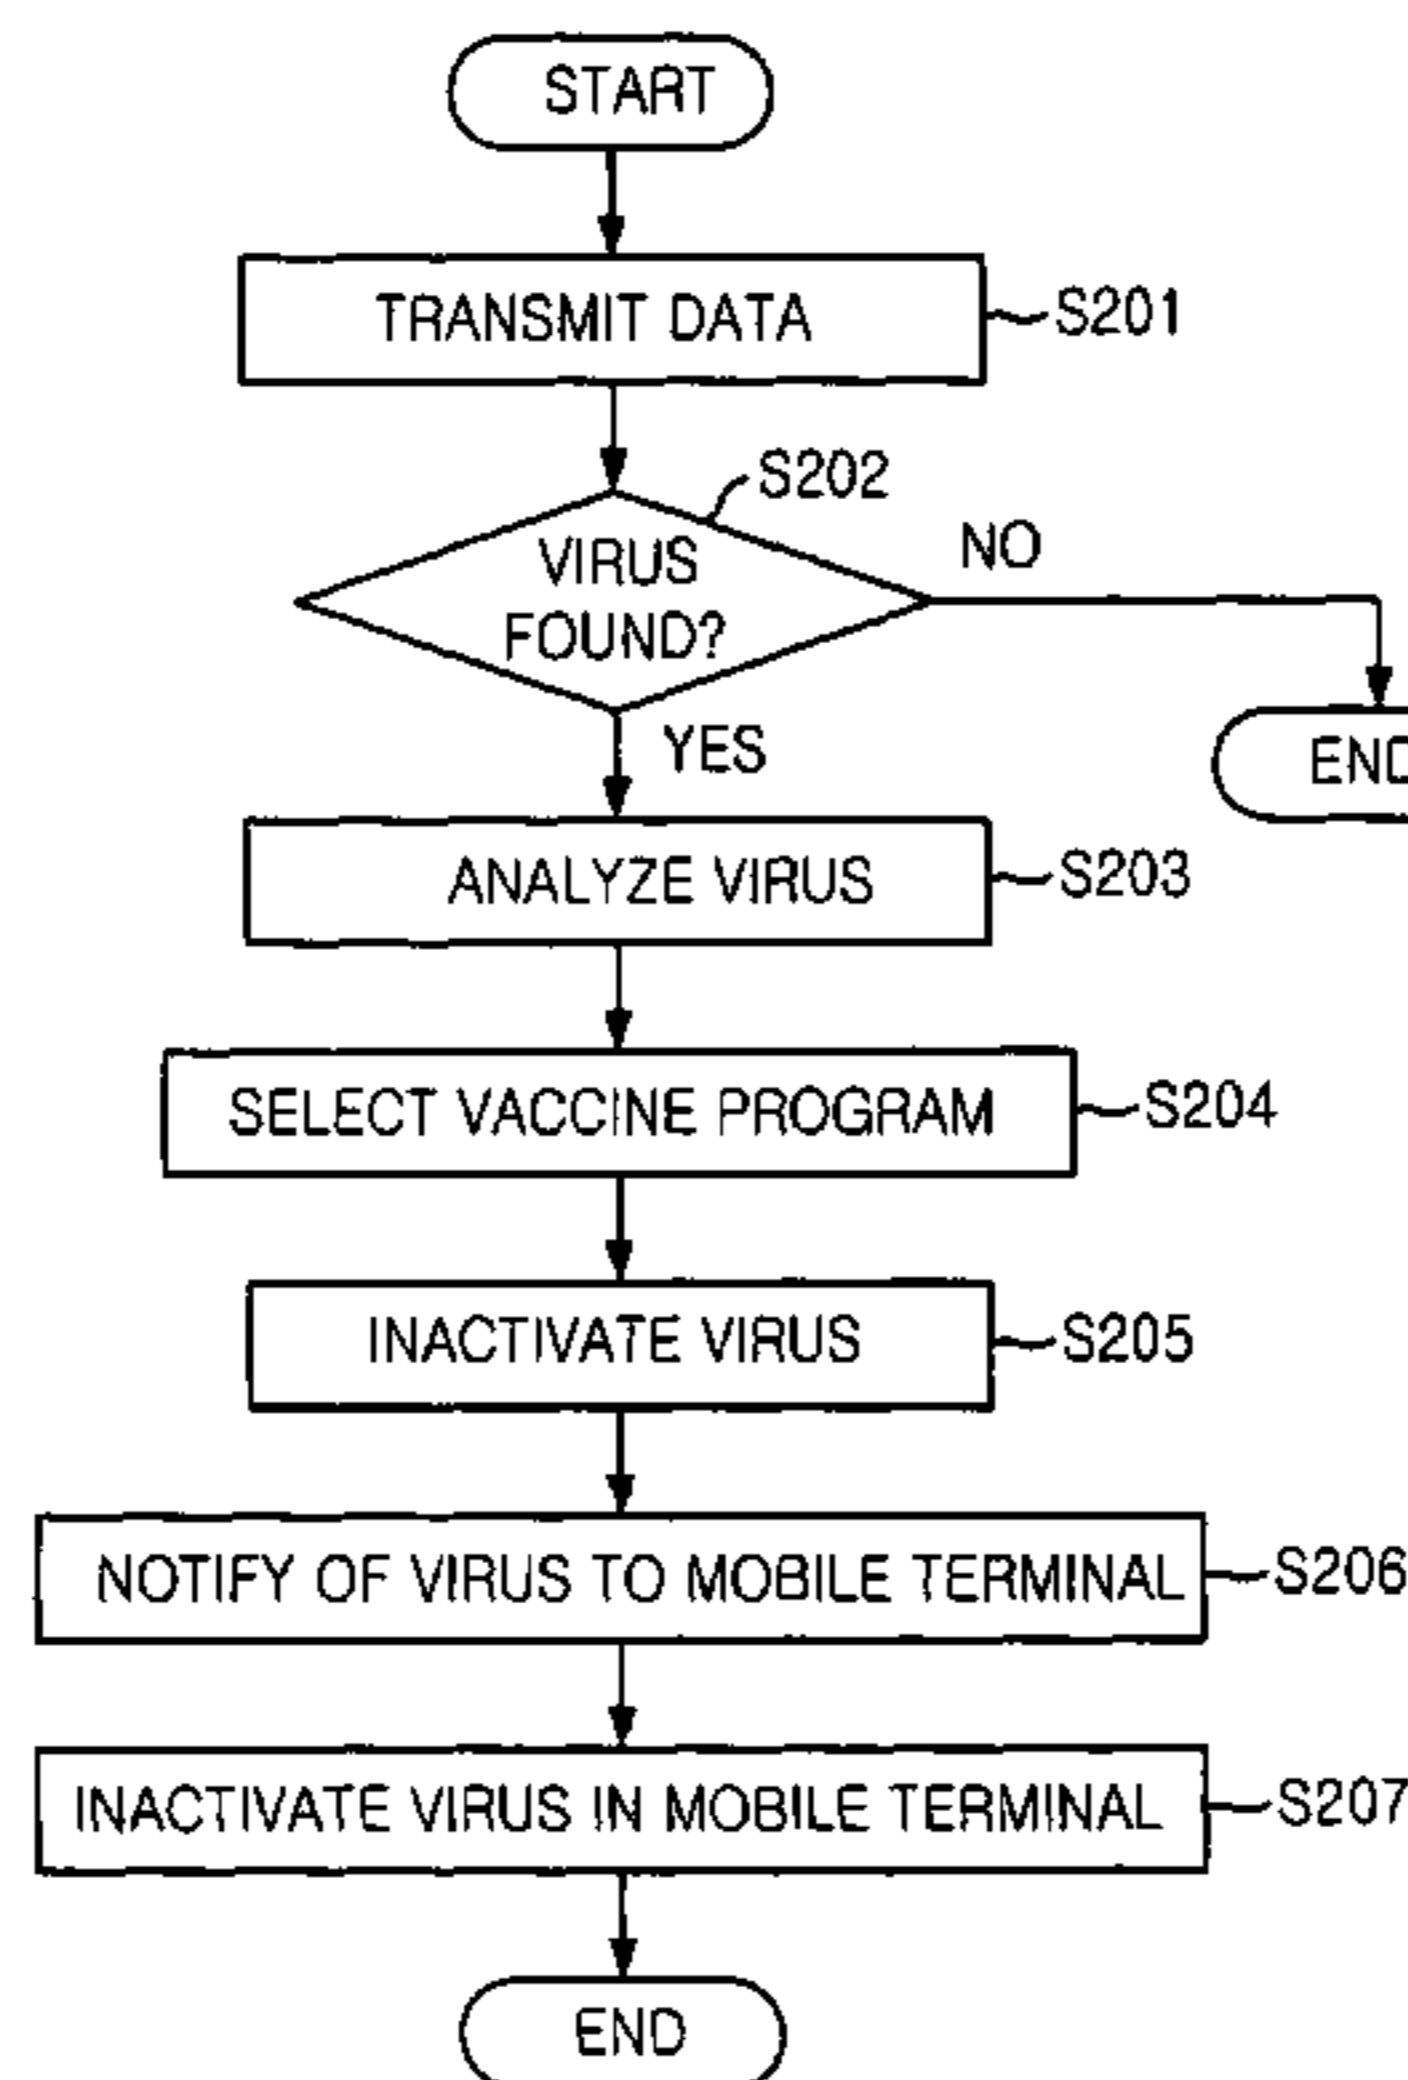 START
TRANSMIT DATA
S201
S202
VIRUS
FOUND?
NO
YES
END
ANALYZE VIRUS
S203
SELECT VACCINE PROGRAM
S204
INACTIVATE VIRUS
S205
NOTIFY OF VIRUS TO MOBILE TERMINAL
S206
INACTIVATE VIRUS IN MOBILE TERMINAL
S207
END